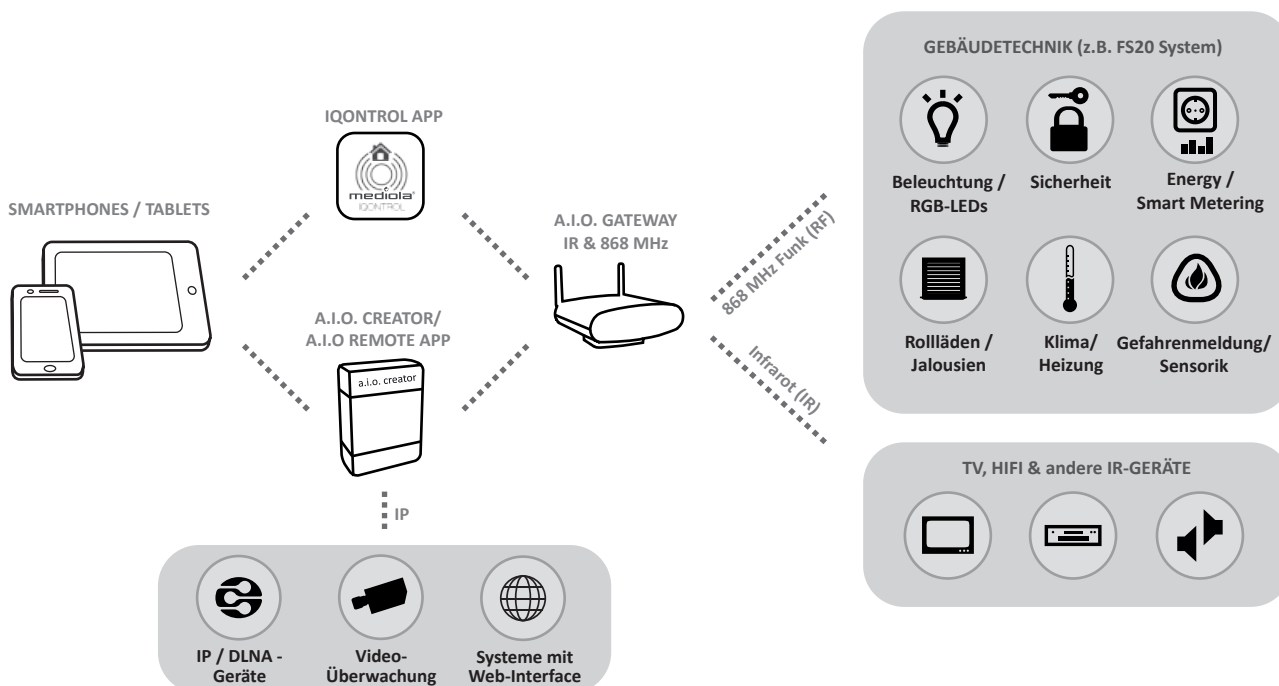 GEBÄUDETECHNIK (z.B. FS20 System)
Beleuchtung /
RGB-LEDs
Sicherheit
Energy /
Smart Metering
Rollläden /
Jalousien
Klima/
Heizung
Gefahrenmeldung/
Sensorik
IQONTROL APP
mediola®
IQONTROL
SMARTPHONES / TABLETS
A.I.O. GATEWAY
IR & 868 MHz
868 MHz Funk (RF)
Infrarot (IR)
A.I.O. CREATOR/
A.I.O REMOTE APP
a.i.o. creator
IP
TV, HIFI & andere IR-GERÄTE
IP / DLNA -
Geräte
Video-
Überwachung
Systeme mit
Web-Interface